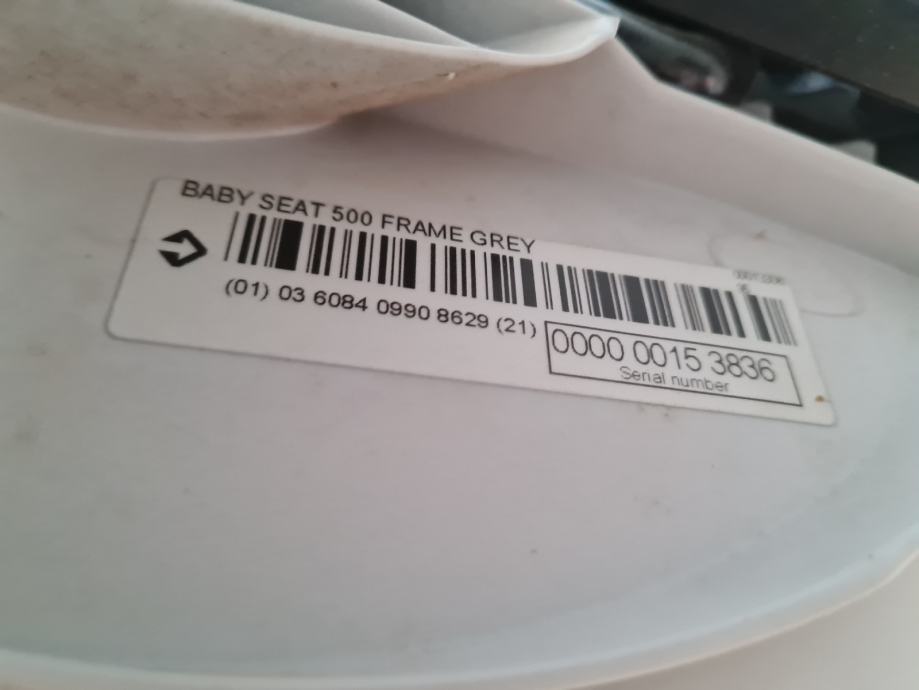 BABY SEAT 500 FRAME GREY
(01) 03 6084 0990 8629 (21)
0000 0015 3836
Serial number